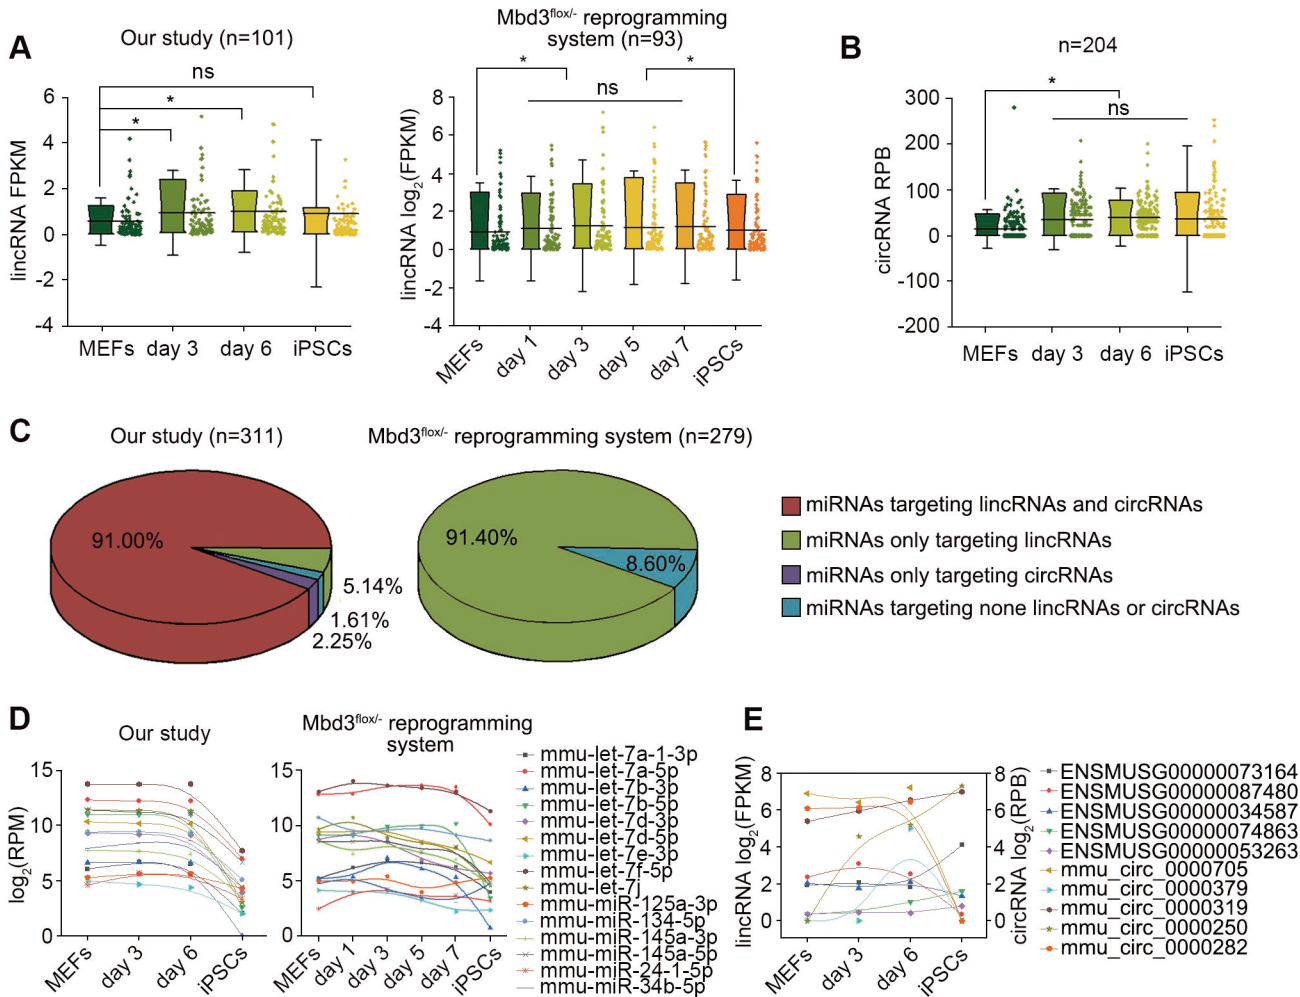 A
Our study (n=101)
ns
*
*
lincRNA FPKM
6
4
2
0
-2
-4
MEFs day 3 day 6 iPSCs
Mbd3flox/- reprogramming
system (n=93)
* *
ns
lincRNA log2(FPKM)
8
6
4
2
0
-2
-4
MEFs day 1 day 3 day 5 day 7 iPSCs
B
n=204
*
ns
circRNA RPB
300
200
100
0
-100
-200
MEFs day 3 day 6 iPSCs
C
Our study (n=311)
91.00%
5.14%
1.61%
2.25%
Mbd3flox/- reprogramming system (n=279)
91.40%
8.60%
miRNAs targeting lincRNAs and circRNAs
miRNAs only targeting lincRNAs
miRNAs only targeting circRNAs
miRNAs targeting none lincRNAs or circRNAs
D
Our study
log2(RPM)
15
10
5
0
MEFs day 3 day 6 iPSCs
Mbd3flox/- reprogramming
system
15
10
5
0
MEFs day 1 day 3 day 5 day 7 iPSCs
mmu-let-7a-1-3p
mmu-let-7a-5p
mmu-let-7b-3p
mmu-let-7b-5b
mmu-let-7d-3b
mmu-let-7d-5p
mmu-let-7e-3p
mmu-let-7f-5p
mmu-let-7j
mmu-miR-125a-3p
mmu-miR-134-5p
mmu-miR-145a-3p
mmu-miR-145a-5p
mmu-miR-24-1-5p
mmu-miR-34b-5p
E
lincRNA log2(FPKM)
8
6
4
2
0
MEFs day 3 day 6 iPSCs
8
6
4
2
0
circRNA log2(RPB)
ENSMUSG00000073164
ENSMUSG00000087480
ENSMUSG00000034587
ENSMUSG00000074863
ENSMUSG00000053263
mmu_circ_0000705
mmu_circ_0000379
mmu_circ_0000319
mmu_circ_0000250
mmu_circ_0000282